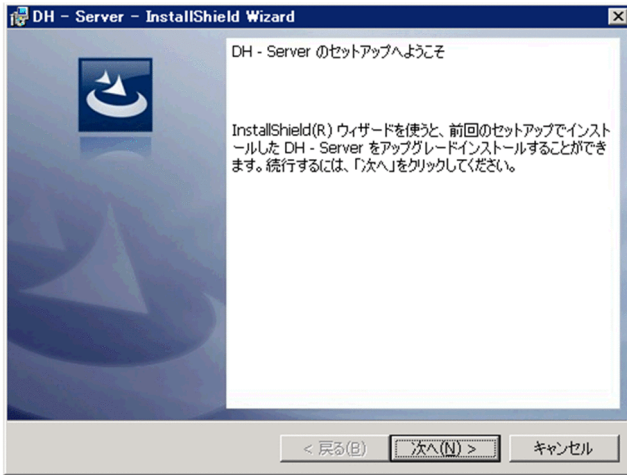 DH - Server - InstallShield Wizard
DH - Server のセットアップへようこそ
InstallShield(R) ウィザードを使うと、前回のセットアップでインスト
ールした DH - Server をアップグレードインストールすることができ
ます。続行するには、「次へ」をクリックしてください。
< 戻る(B)
次へ(N) >
キャンセル